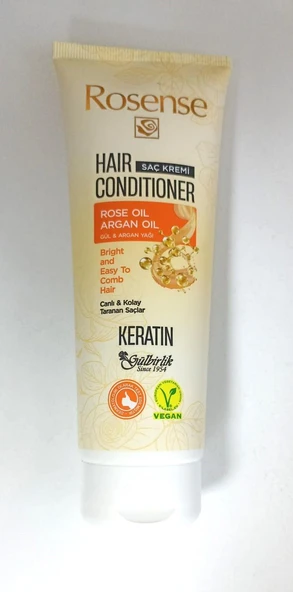 Rosense
HAIR SAÇ KREMİ
CONDITIONER
ROSE OIL
ARGAN OIL
GÜL & ARGAN YAĞI
Bright
and
Easy To
Comb
Hair
Canlı & Kolay
Taranan Saçlar
KERATIN
Gülbirlik
Since 1954
VEGAN